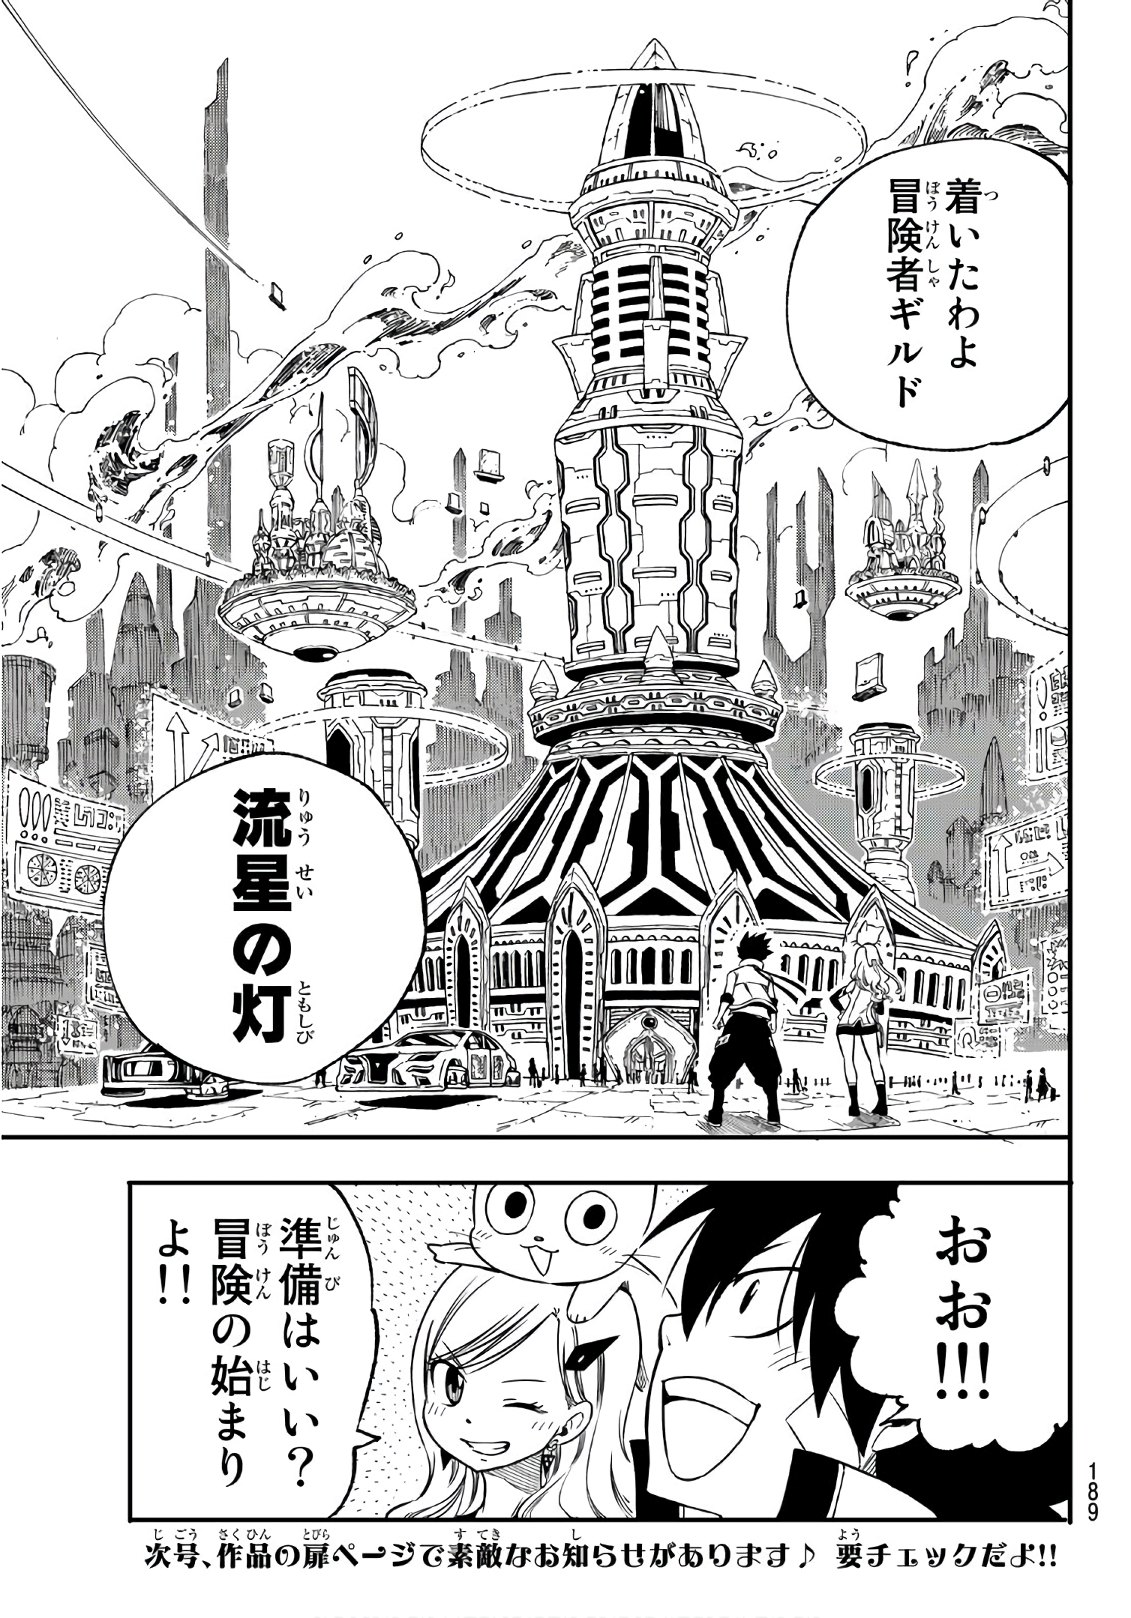 着いたわよ
冒険者ギルド
流星の灯
おお!!!
準備はいい?
冒険の始まり
よ!!
189
次号、作品の扉ページで素敵なお知らせがあります♪ 要チェックだよ!!